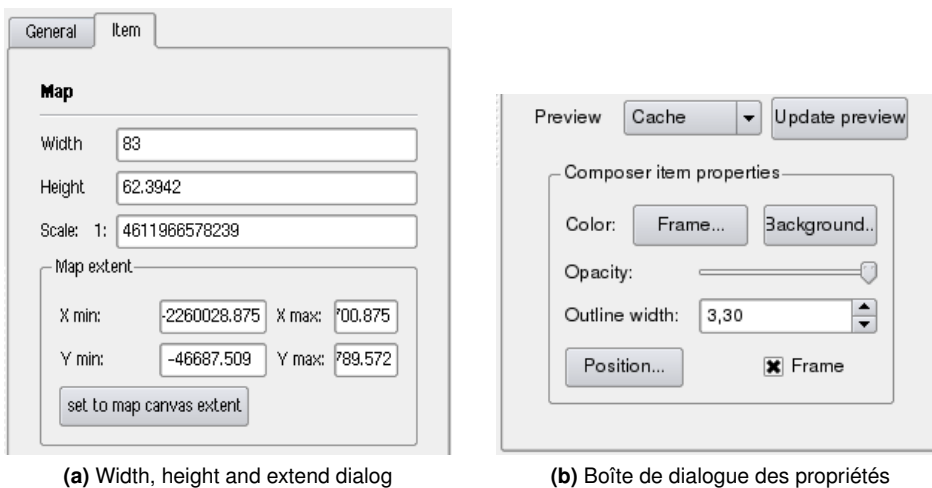 General Item
Map
Width 83
Height 62.3942
Scale: 1: 4611966578239
Map extent
X min: -2260028.875 X max: 700.875
Y min: -46687.509 Y max: 789.572
set to map canvas extent
(a) Width, height and extend dialog
Preview Cache Update preview
Composer item properties
Color: Frame... Background..
Opacity:
Outline width: 3,30
Position... Frame
(b) Boîte de dialogue des propriétés